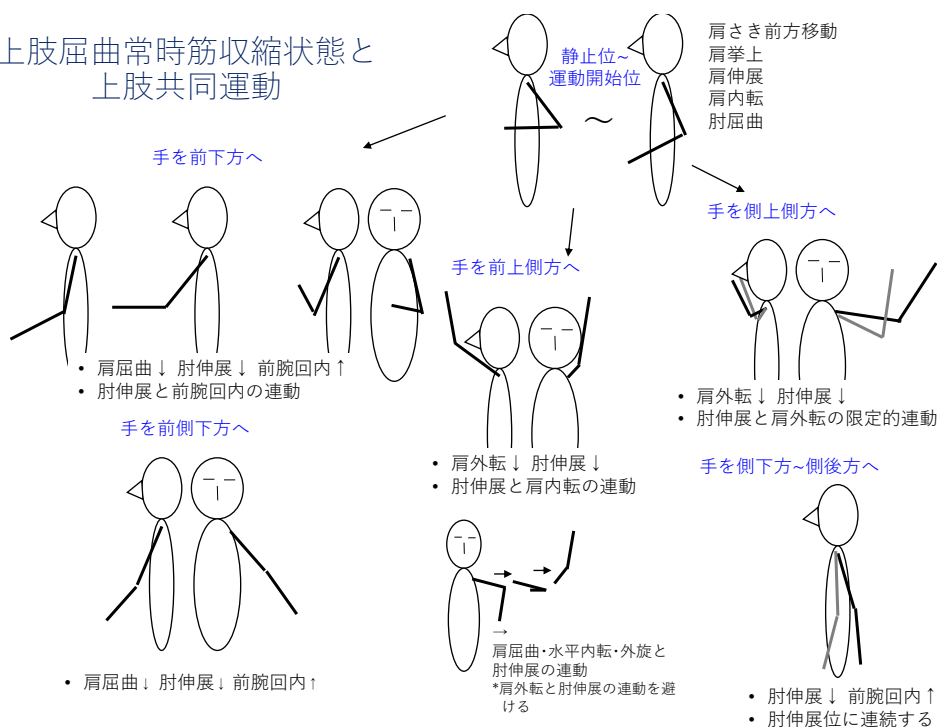 上肢屈曲常時筋収縮状態と
上肢共同運動
静止位~
運動開始位
～
肩さき前方移動
肩挙上
肩伸展
肩内転
肘屈曲
手を前下方へ
• 肩屈曲↓ 肘伸展↓ 前腕回内↑
• 肘伸展と前腕回内の連動
手を前上側方へ
• 肩外転↓ 肘伸展↓
• 肘伸展と肩内転の連動
手を側上側方へ
• 肩外転↓ 肘伸展↓
• 肘伸展と肩外転の限定的連動
手を前側下方へ
• 肩屈曲↓ 肘伸展↓ 前腕回内↑
→
肩屈曲・水平内転・外旋と
肘伸展の連動
*肩外転と肘伸展の連動を避
ける
手を側下方~側後方へ
• 肘伸展↓ 前腕回内↑
• 肘伸展位に連続する